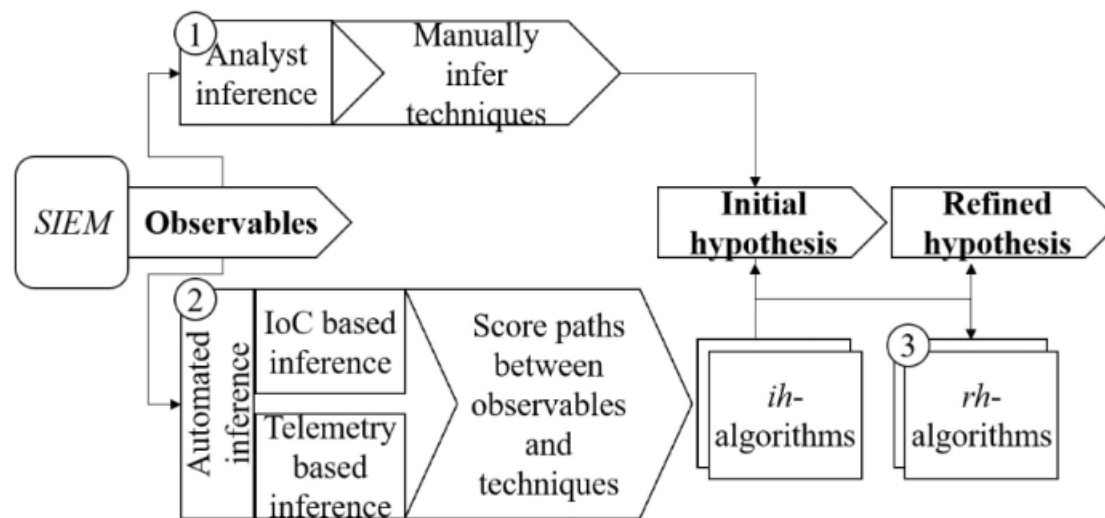 1
Analyst
inference
Manually
infer
techniques
SIEM
Observables
Initial
hypothesis
Refined
hypothesis
2
Automated
inference
IoC based
inference
Telemetry
based
inference
Score paths
between
observables
and
techniques
ih-
algorithms
3
rh-
algorithms